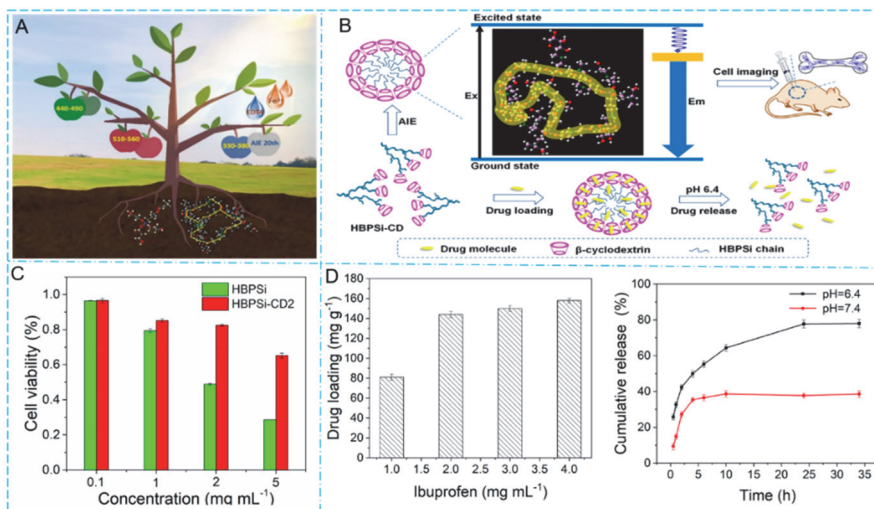 A
440-490
510-560
330-380
AIE 20th
B
Excited state
Ex
Em
Cell imaging
AIE
Ground state
HBPSi-CD
Drug loading
pH 6.4
Drug release
Drug molecule
β-cyclodextrin
HBPSi chain
C
HBPSi
HBPSi-CD2
Cell viability (%)
1.0
0.8
0.6
0.4
0.2
0.0
0.1 1 2 5
Concentration (mg mL⁻¹)
D
Drug loading (mg g⁻¹)
180
160
140
120
100
80
60
40
20
0
1.0 1.5 2.0 2.5 3.0 3.5 4.0
Ibuprofen (mg mL⁻¹)
Cumulative release (%)
pH=6.4
pH=7.4
100
80
60
40
20
0
0 5 10 15 20 25 30 35
Time (h)